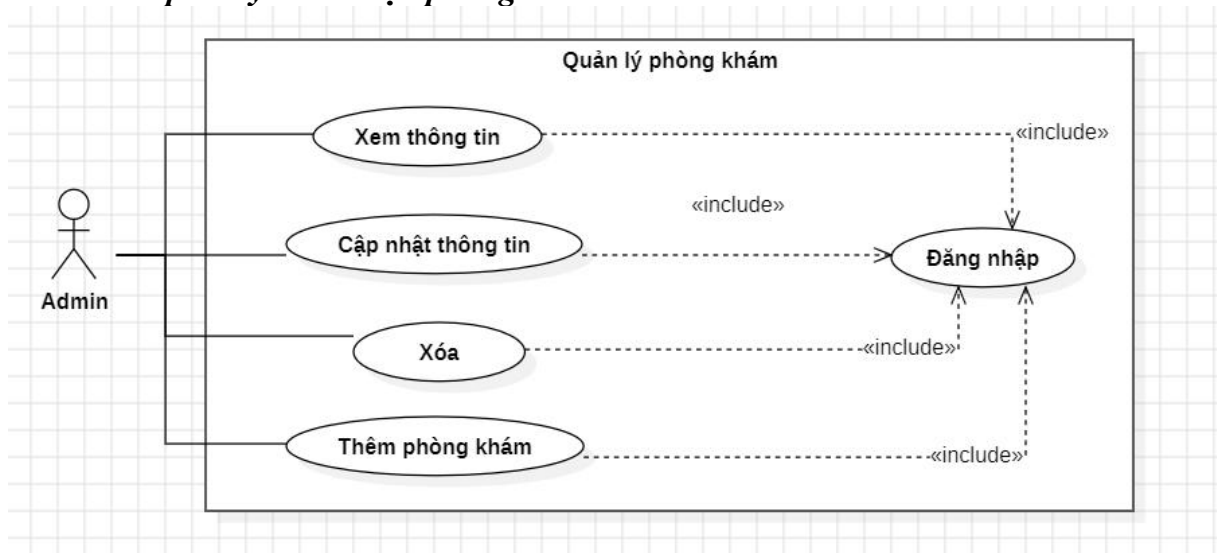 Quản lý phòng khám
Xem thông tin
«include»
«include»
Cập nhật thông tin
Đăng nhập
Admin
Xóa
«include»
Thêm phòng khám
«include»